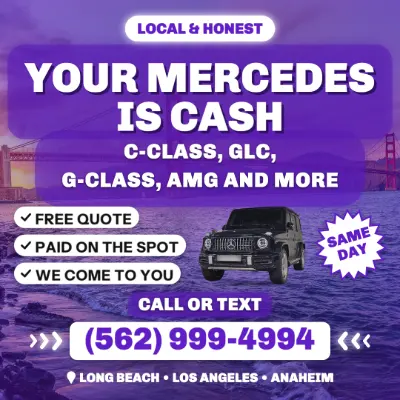 LOCAL & HONEST
YOUR MERCEDES
IS CASH
C-CLASS, GLC,
G-CLASS, AMG AND MORE
FREE QUOTE
PAID ON THE SPOT
WE COME TO YOU
SAME
DAY
CALL OR TEXT
(562) 999-4994
LONG BEACH • LOS ANGELES • ANAHEIM